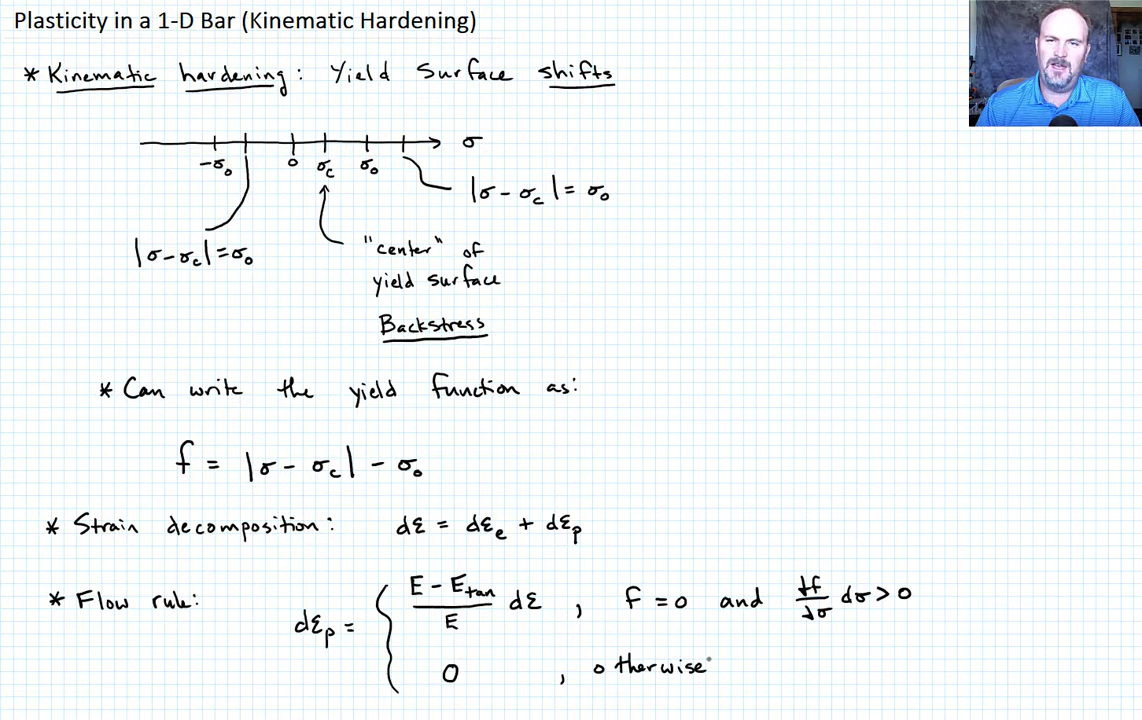 Plasticity in a 1-D Bar (Kinematic Hardening)
* Kinematic hardening: Yield Surface shifts
σ
-σ₀ 0 σc σ₀
|σ - σc| = σ₀
|σ - σc| = σ₀
"center" of
yield surface
Backstress
* Can write the yield function as:
f = |σ - σc| - σ₀
* Strain decomposition: dε = dεe + dεp
* Flow rule: dεp = { (E - Etan)/E dε , f = 0 and ∂f/∂σ dσ > 0
0 , otherwise